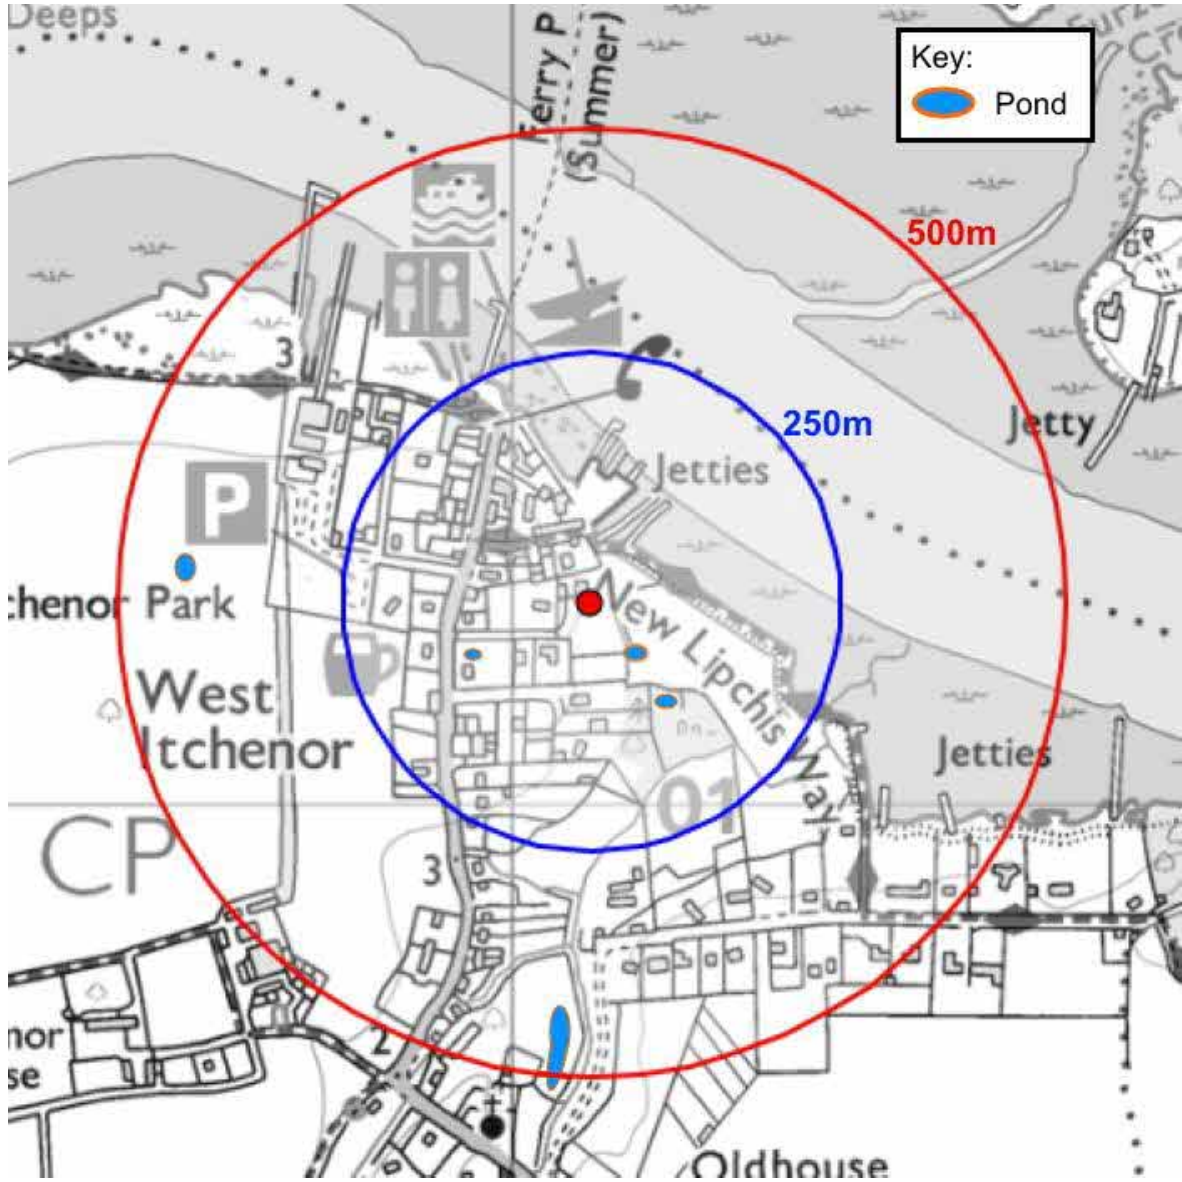 Deeps
Ferry P
(Summer)
Key:
Pond
500m
3
250m
Jetty
Jetties
P
chenor Park
New Lipchis Way
West
Itchenor
Jetties
01
CP
3
nor
se
2
Oldhouse